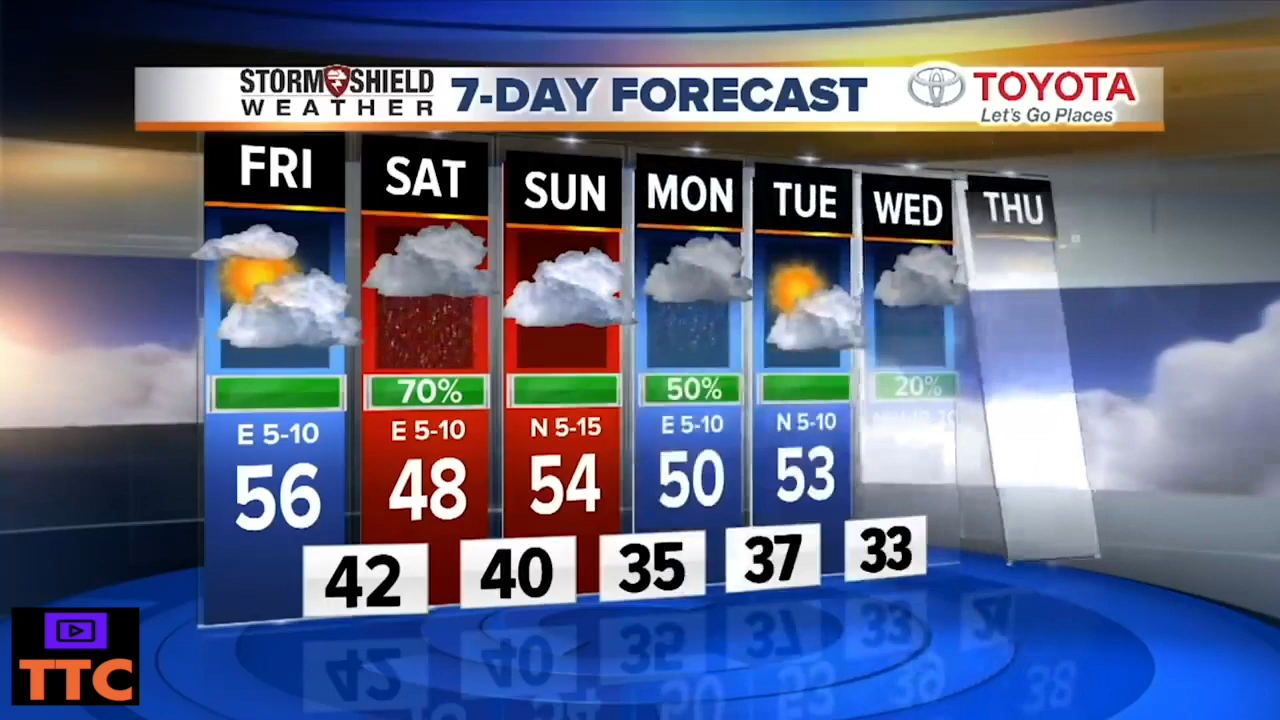 STORM SHIELD
WEATHER
7-DAY FORECAST
TOYOTA
Let's Go Places
FRI
SAT
SUN
MON
TUE
WED
THU
70%
50%
20%
E 5-10
E 5-10
N 5-15
E 5-10
N 5-10
56
48
54
50
53
42
40
35
37
33
TTC